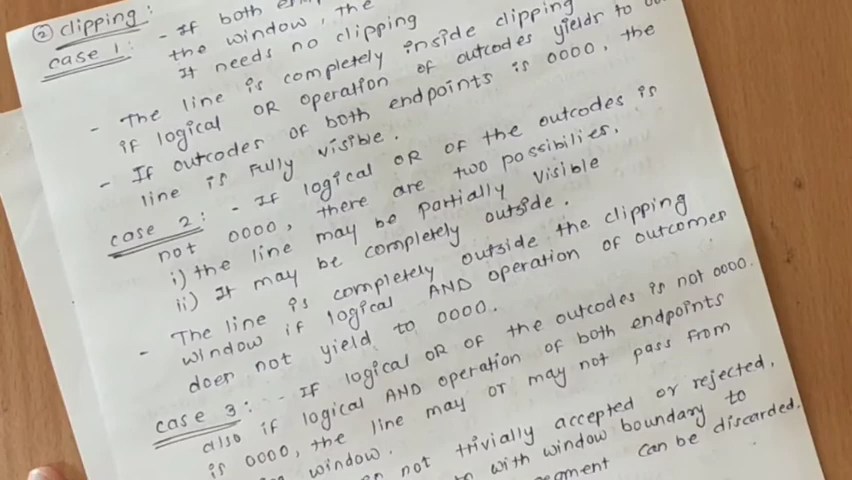 ② clipping:
case 1: - If both
the window, the
It needs no clipping
- The line is completely inside clipping
if logical OR operation of outcodes yields to
- If outcodes of both endpoints is 0000, the
line is fully visible.
case 2: - If logical OR of the outcodes is
not 0000, there are two possibilies.
i) the line may be partially visible
ii) It may be completely outside.
- The line is completely outside the clipping
window if logical AND operation of outcomes
does not yield to 0000.
case 3: - If logical OR of the outcodes is not 0000.
also if logical AND operation of both endpoints
is 0000, the line may or may not pass from
window.
not trivially accepted or rejected.
with window boundary to
segment can be discarded.